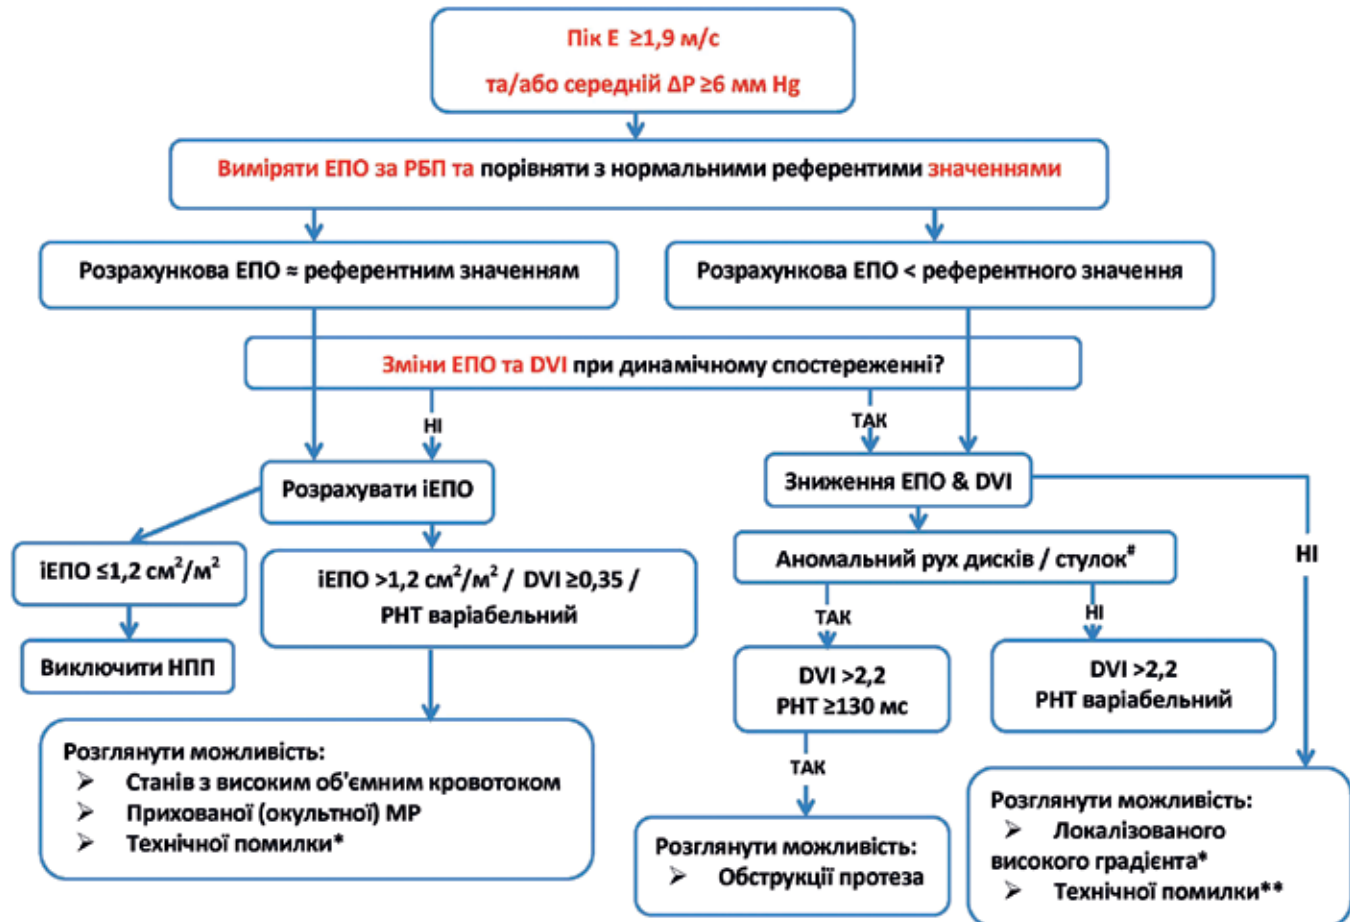 Пік Е ≥1,9 м/с
та/або середній ΔР ≥6 мм Hg
Виміряти ЕПО за РБП та порівняти з нормальними референтими значеннями
Розрахункова ЕПО ≈ референтним значенням
Розрахункова ЕПО < референтного значення
Зміни ЕПО та DVI при динамічному спостереженні?
НІ
ТАК
Розрахувати іЕПО
Зниження ЕПО & DVI
іЕПО ≤1,2 см²/м²
іЕПО >1,2 см²/м² / DVI ≥0,35 /
РНТ варіабельний
Аномальний рух дисків / стулок#
НІ
ТАК
НІ
Виключити НПП
DVI >2,2
РНТ ≥130 мс
DVI >2,2
РНТ варіабельний
ТАК
Розглянути можливість:
➢ Станів з високим об'ємним кровотоком
➢ Прихованої (окультної) МР
➢ Технічної помилки*
Розглянути можливість:
➢ Обструкції протеза
Розглянути можливість:
➢ Локалізованого
високого градієнта*
➢ Технічної помилки**